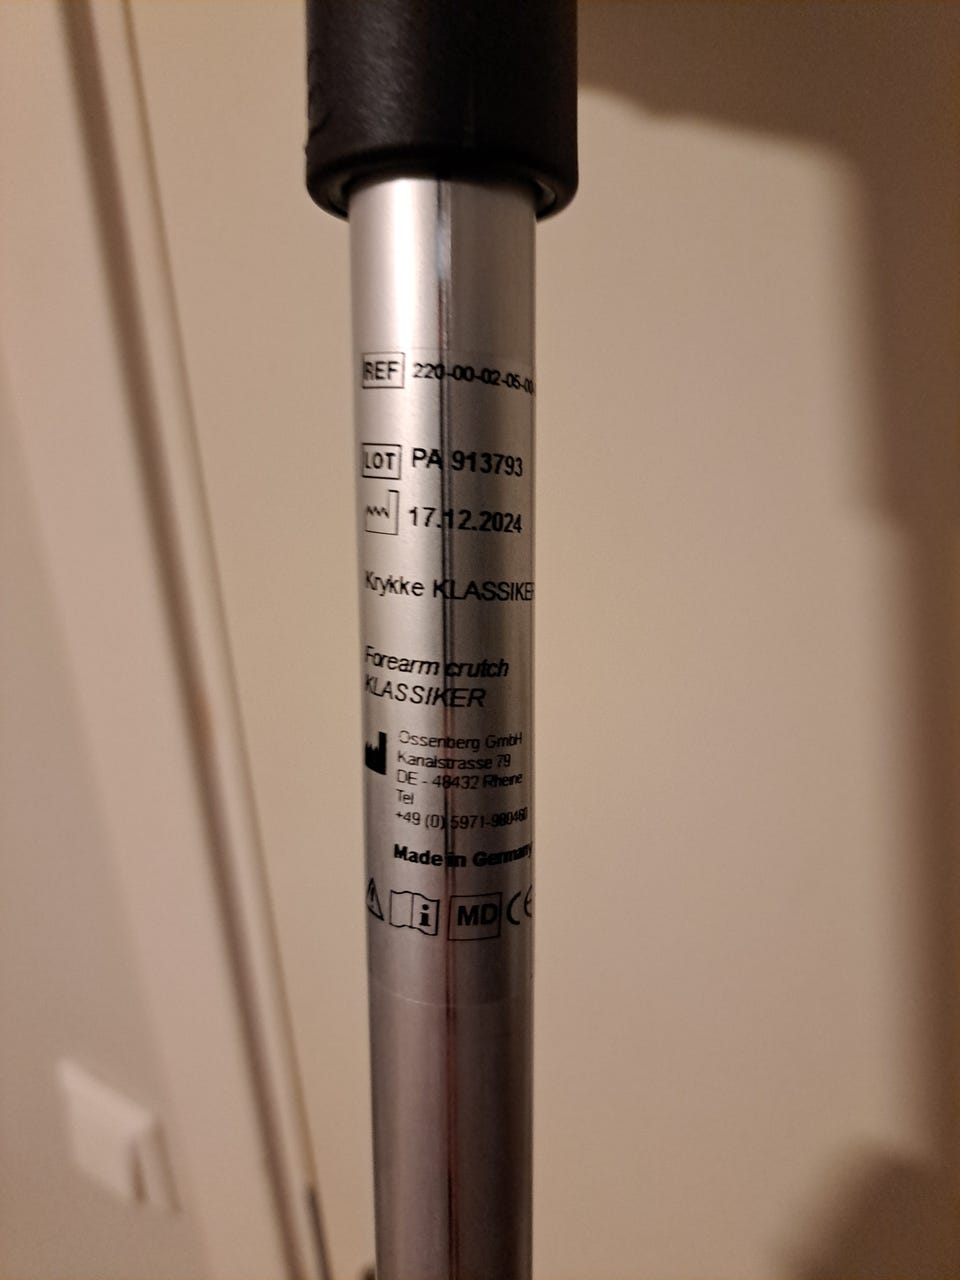 REF 220-00-02-05-00
LOT PA 913793
17.12.2024
Krykke KLASSIKER
Forearm crutch
KLASSIKER
Ossenberg GmbH
Kanalstrasse 79
DE - 48432 Rheine
Tel
+49 (0) 5971-980460
Made in Germany
MD CE